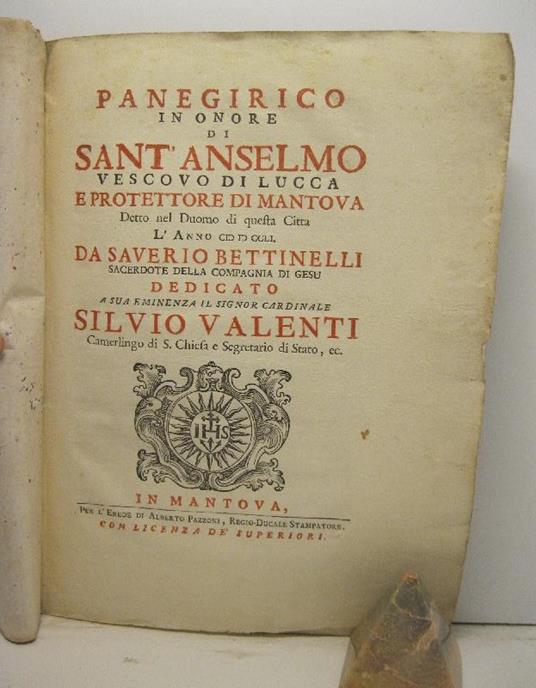 PANEGIRICO
IN ONORE
DI
SANT'ANSELMO
VESCOVO DI LUCCA
E PROTETTORE DI MANTOVA
Detto nel Duomo di questa Citta
L'ANNO CIƆ IƆ CCLI.
DA SAVERIO BETTINELLI
SACERDOTE DELLA COMPAGNIA DI GESU
DEDICATO
A SUA EMINENZA IL SIGNOR CARDINALE
SILVIO VALENTI
Camerlingo di S. Chiesa e Segretario di Stato, ec.
IHS
IN MANTOVA,
PER L'EREDE DI ALBERTO PAZZONI, REGIO-DUCALE STAMPATORE.
CON LICENZA DE' SUPERIORI.